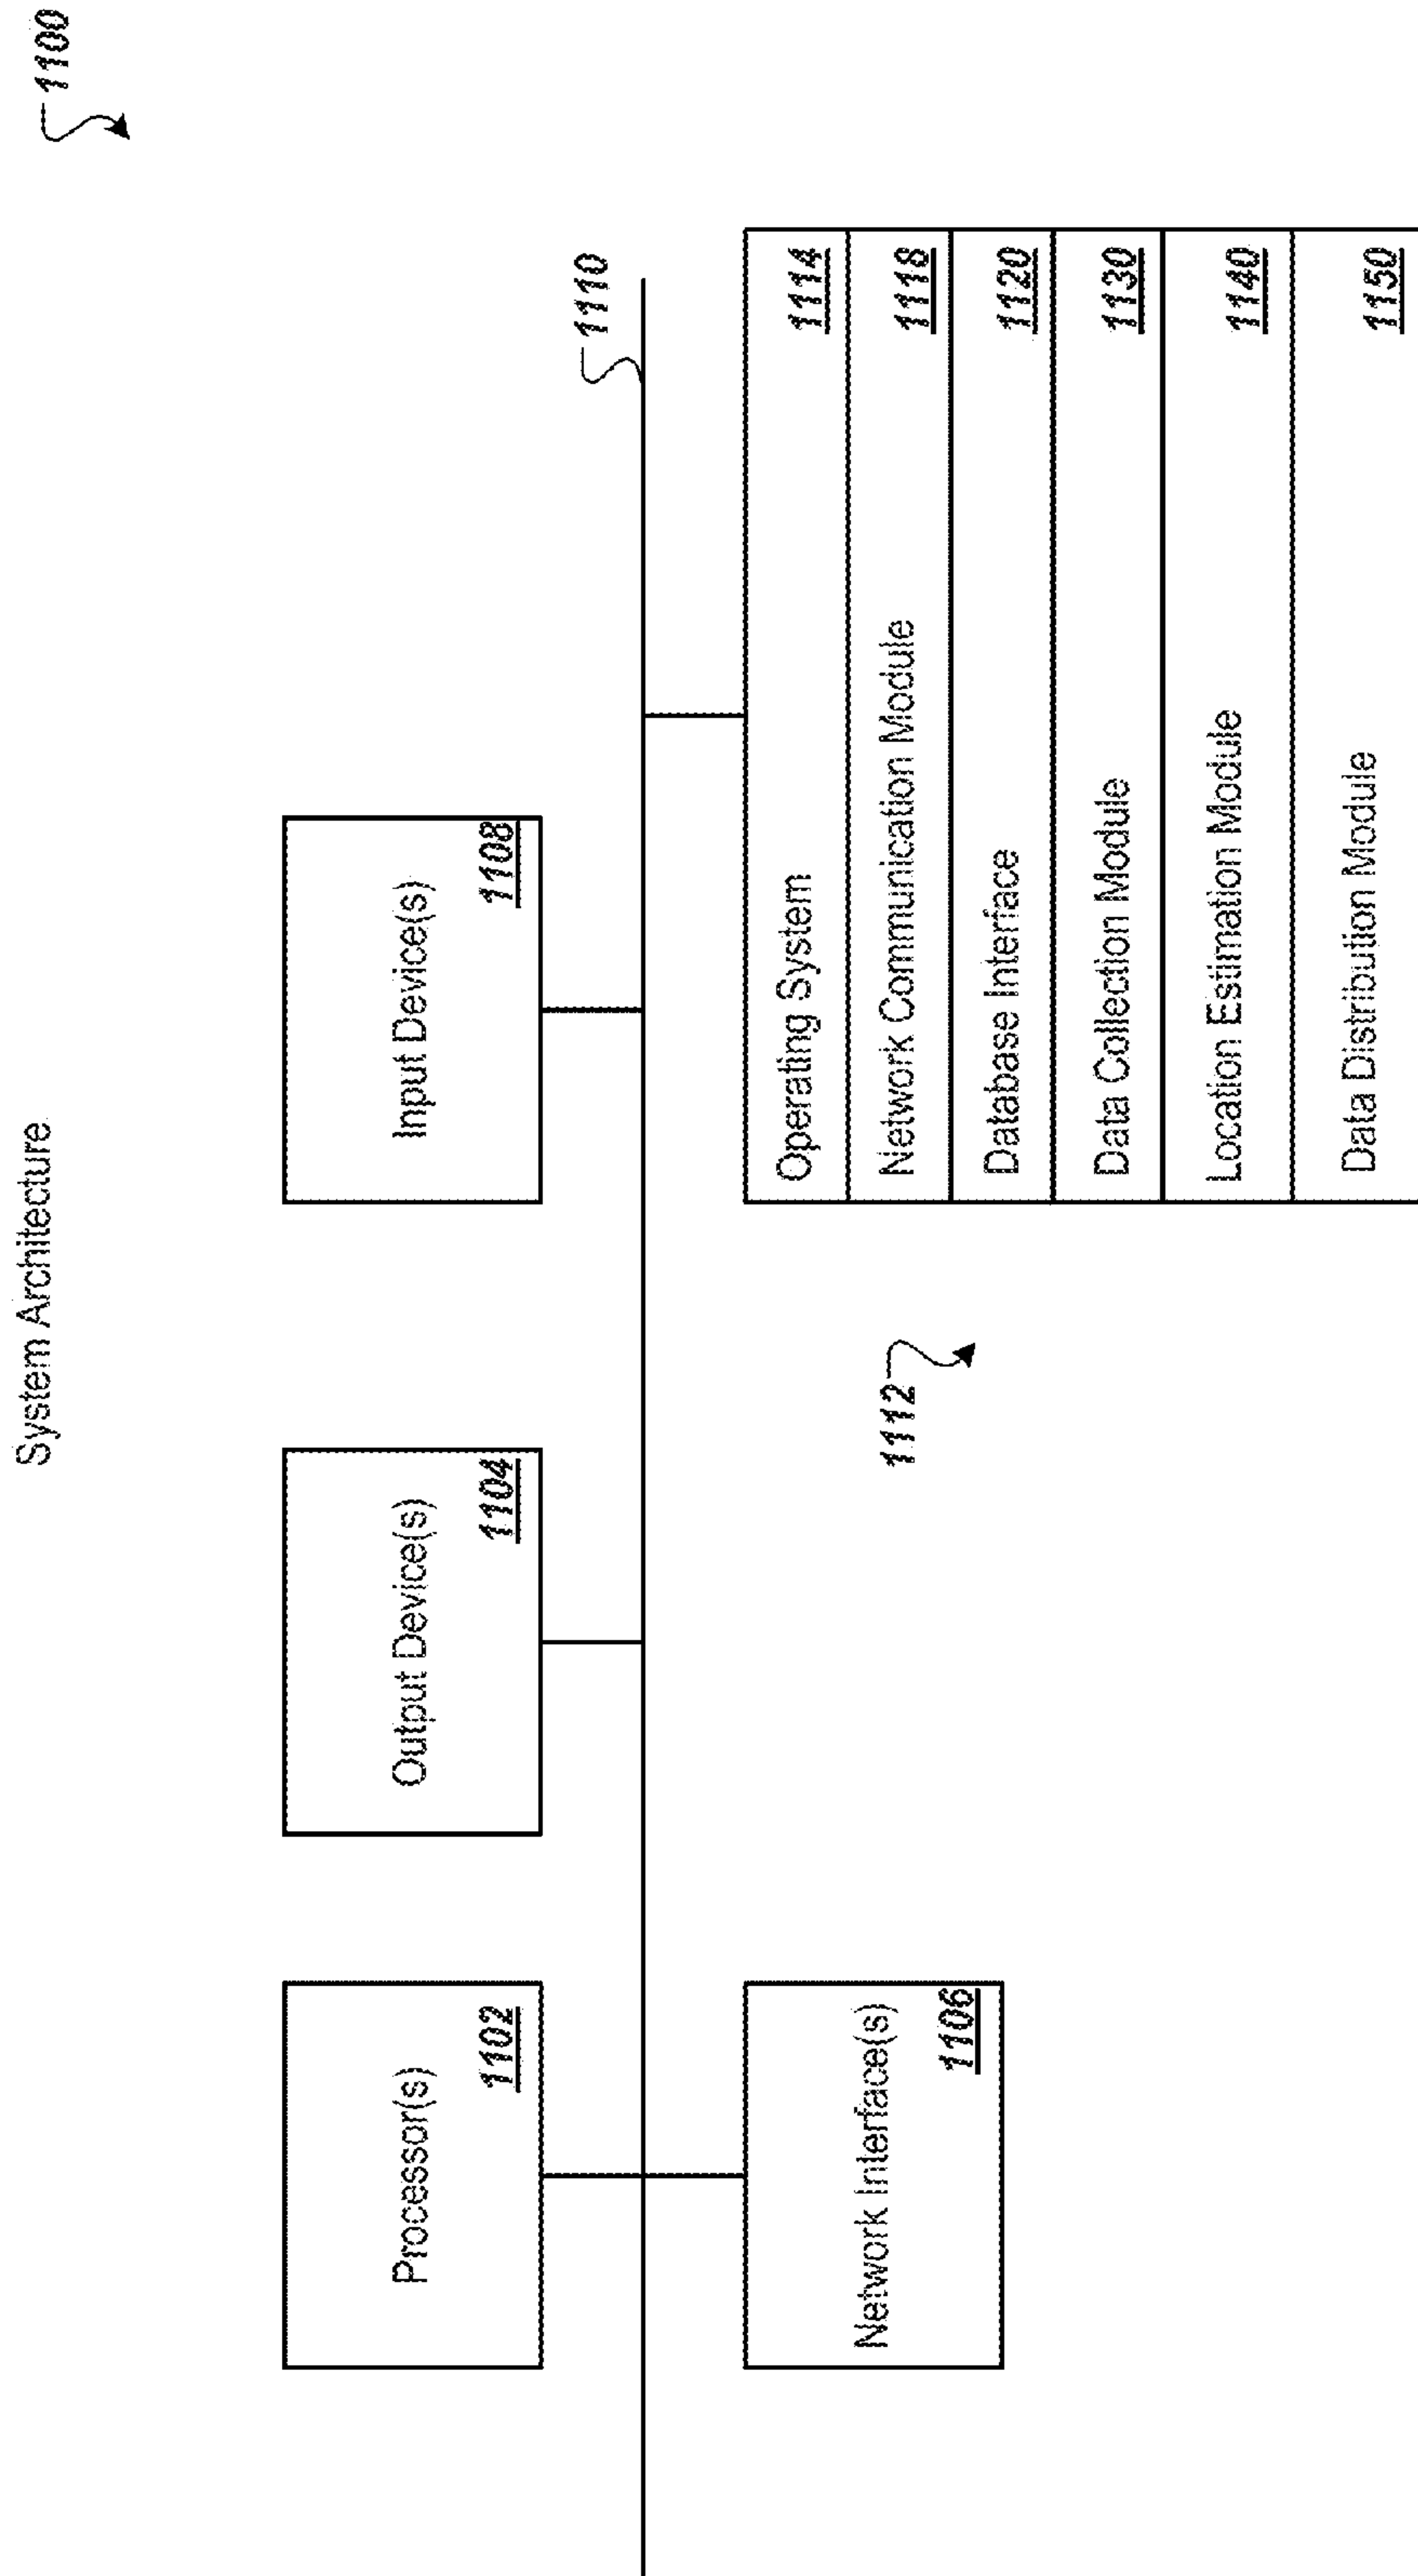 System Architecture
1100
Processor(s)
1102
Output Device(s)
1104
Input Device(s)
1108
1110
Network Interface(s)
1106
1112
Operating System 1114
Network Communication Module 1118
Database Interface 1120
Data Collection Module 1130
Location Estimation Module 1140
Data Distribution Module 1150